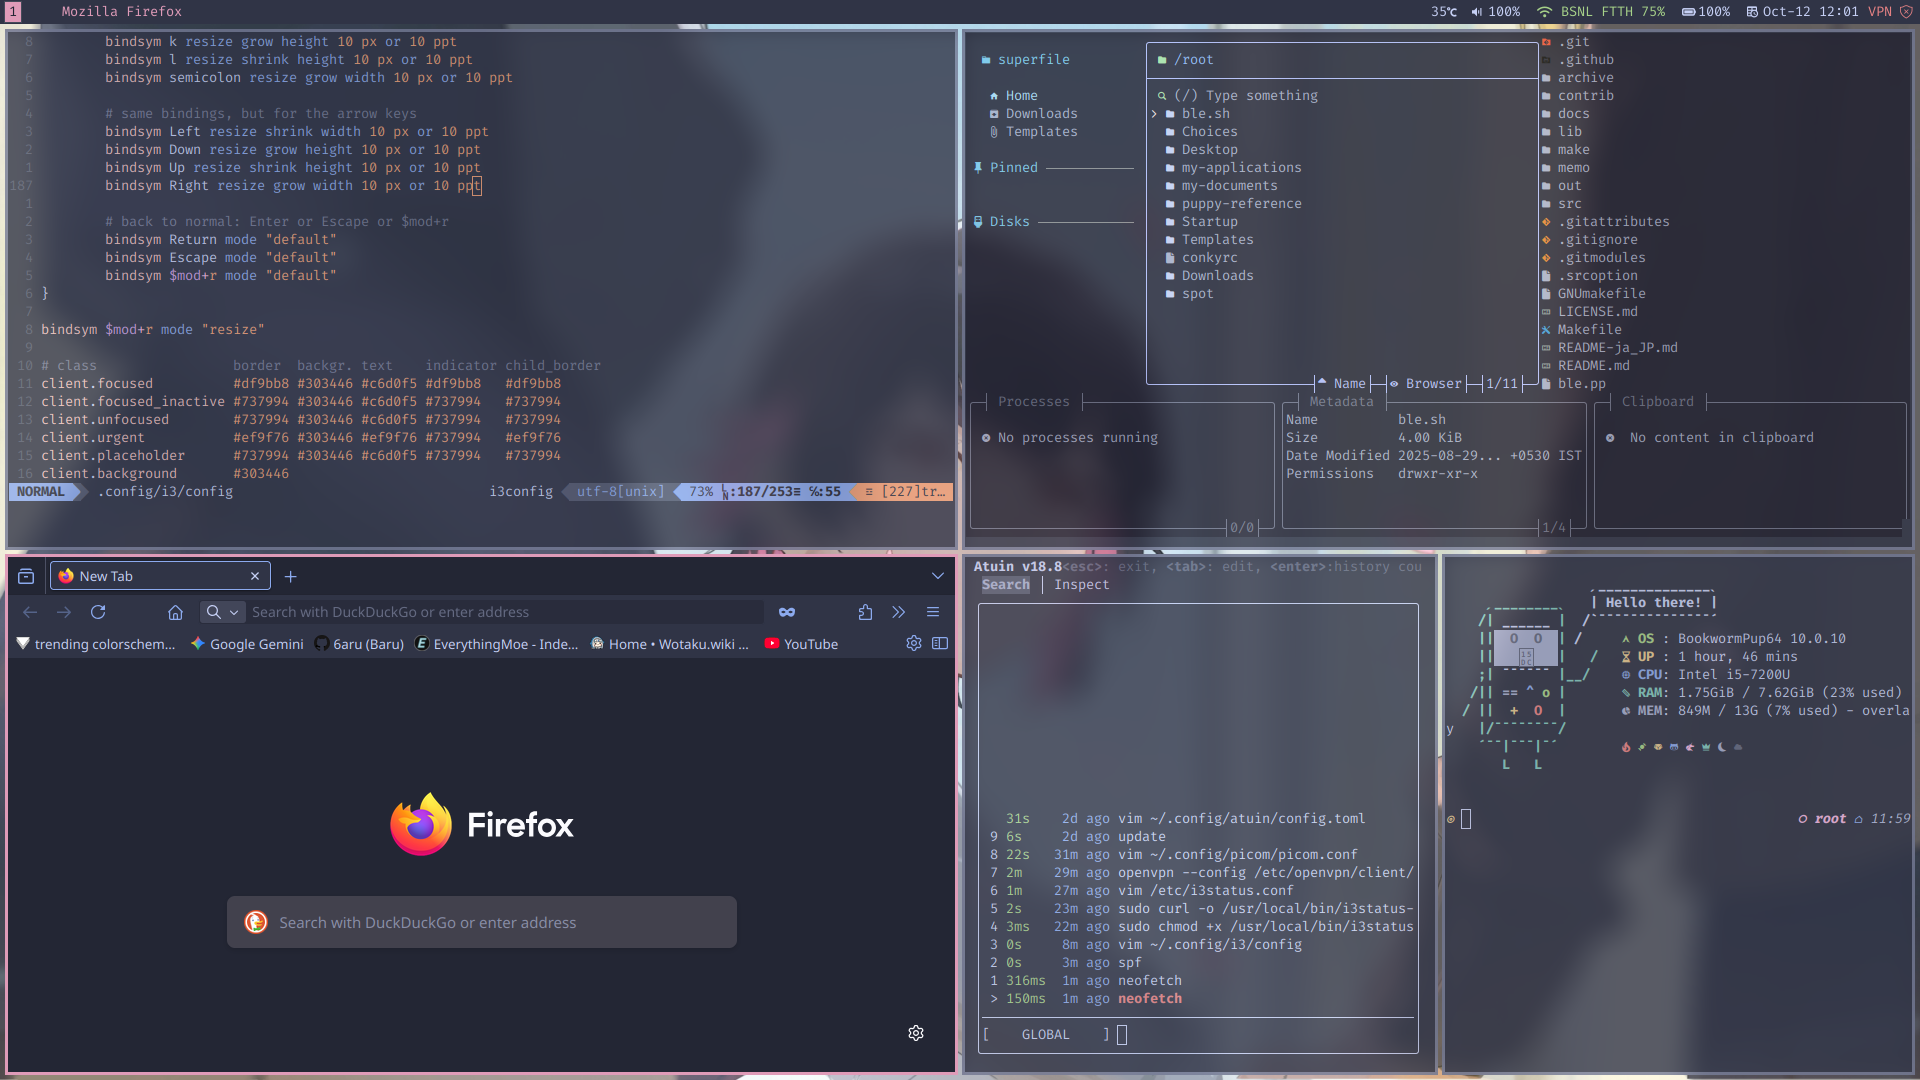 1 Mozilla Firefox 35℃ 100% BSNL FTTH 75% 100% Oct-12 12:01 VPN
8 bindsym k resize grow height 10 px or 10 ppt
7 bindsym l resize shrink height 10 px or 10 ppt
6 bindsym semicolon resize grow width 10 px or 10 ppt
5
4 # same bindings, but for the arrow keys
3 bindsym Left resize shrink width 10 px or 10 ppt
2 bindsym Down resize grow height 10 px or 10 ppt
1 bindsym Up resize shrink height 10 px or 10 ppt
187 bindsym Right resize grow width 10 px or 10 ppt
1
2 # back to normal: Enter or Escape or $mod+r
3 bindsym Return mode "default"
4 bindsym Escape mode "default"
5 bindsym $mod+r mode "default"
6 }
7
8 bindsym $mod+r mode "resize"
9
10 # class border backgr. text indicator child_border
11 client.focused #df9bb8 #303446 #c6d0f5 #df9bb8 #df9bb8
12 client.focused_inactive #737994 #303446 #c6d0f5 #737994 #737994
13 client.unfocused #737994 #303446 #c6d0f5 #737994 #737994
14 client.urgent #ef9f76 #303446 #ef9f76 #737994 #ef9f76
15 client.placeholder #737994 #303446 #c6d0f5 #737994 #737994
16 client.background #303446
NORMAL .config/i3/config i3config utf-8[unix] 73% :187/253≡ ℅:55 [227]tr…
superfile
Home
Downloads
Templates
Pinned
Disks
/root
(/) Type something
> ble.sh
Choices
Desktop
my-applications
my-documents
puppy-reference
Startup
Templates
conkyrc
Downloads
spot
Name Browser 1/11
.git
.github
archive
contrib
docs
lib
make
memo
out
src
.gitattributes
.gitignore
.gitmodules
.srcoption
GNUmakefile
LICENSE.md
Makefile
README-ja_JP.md
README.md
ble.pp
Processes
No processes running
0/0
Metadata
Name ble.sh
Size 4.00 KiB
Date Modified 2025-08-29... +0530 IST
Permissions drwxr-xr-x
1/4
Clipboard
No content in clipboard
New Tab
Search with DuckDuckGo or enter address
trending colorschem… Google Gemini 6aru (Baru) EverythingMoe - Inde… Home • Wotaku.wiki … YouTube
Firefox
Search with DuckDuckGo or enter address
Atuin v18.8<esc>: exit, <tab>: edit, <enter>:history cou
Search | Inspect
31s 2d ago vim ~/.config/atuin/config.toml
9 6s 2d ago update
8 22s 31m ago vim ~/.config/picom/picom.conf
7 2m 29m ago openvpn --config /etc/openvpn/client/
6 1m 27m ago vim /etc/i3status.conf
5 2s 23m ago sudo curl -o /usr/local/bin/i3status-
4 3ms 22m ago sudo chmod +x /usr/local/bin/i3status
3 0s 8m ago vim ~/.config/i3/config
2 0s 3m ago spf
1 316ms 1m ago neofetch
> 150ms 1m ago neofetch
[ GLOBAL ]
Hello there!
OS : BookwormPup64 10.0.10
UP : 1 hour, 46 mins
CPU: Intel i5-7200U
RAM: 1.75GiB / 7.62GiB (23% used)
MEM: 849M / 13G (7% used) - overla
y
root 11:59